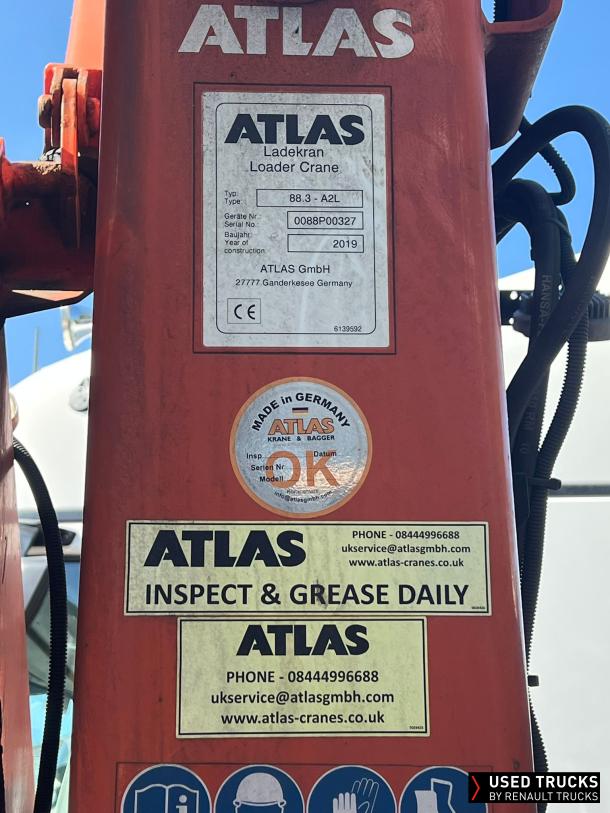 ATLAS
ATLAS
Ladekran
Loader Crane
Typ:
Type:
88.3 - A2L
Geräte Nr.:
Serial No.:
0088P00327
Baujahr:
Year of
construction:
2019
ATLAS GmbH
27777 Ganderkesee Germany
CE
6139592
MADE in GERMANY
ATLAS
KRANE & BAGGER
Insp. Datum
OK
Serien Nr
Modell
info@atlasgmbh.com
ATLAS
PHONE - 08444996688
ukservice@atlasgmbh.com
www.atlas-cranes.co.uk
INSPECT & GREASE DAILY
ATLAS
PHONE - 08444996688
ukservice@atlasgmbh.com
www.atlas-cranes.co.uk
USED TRUCKS
BY RENAULT TRUCKS